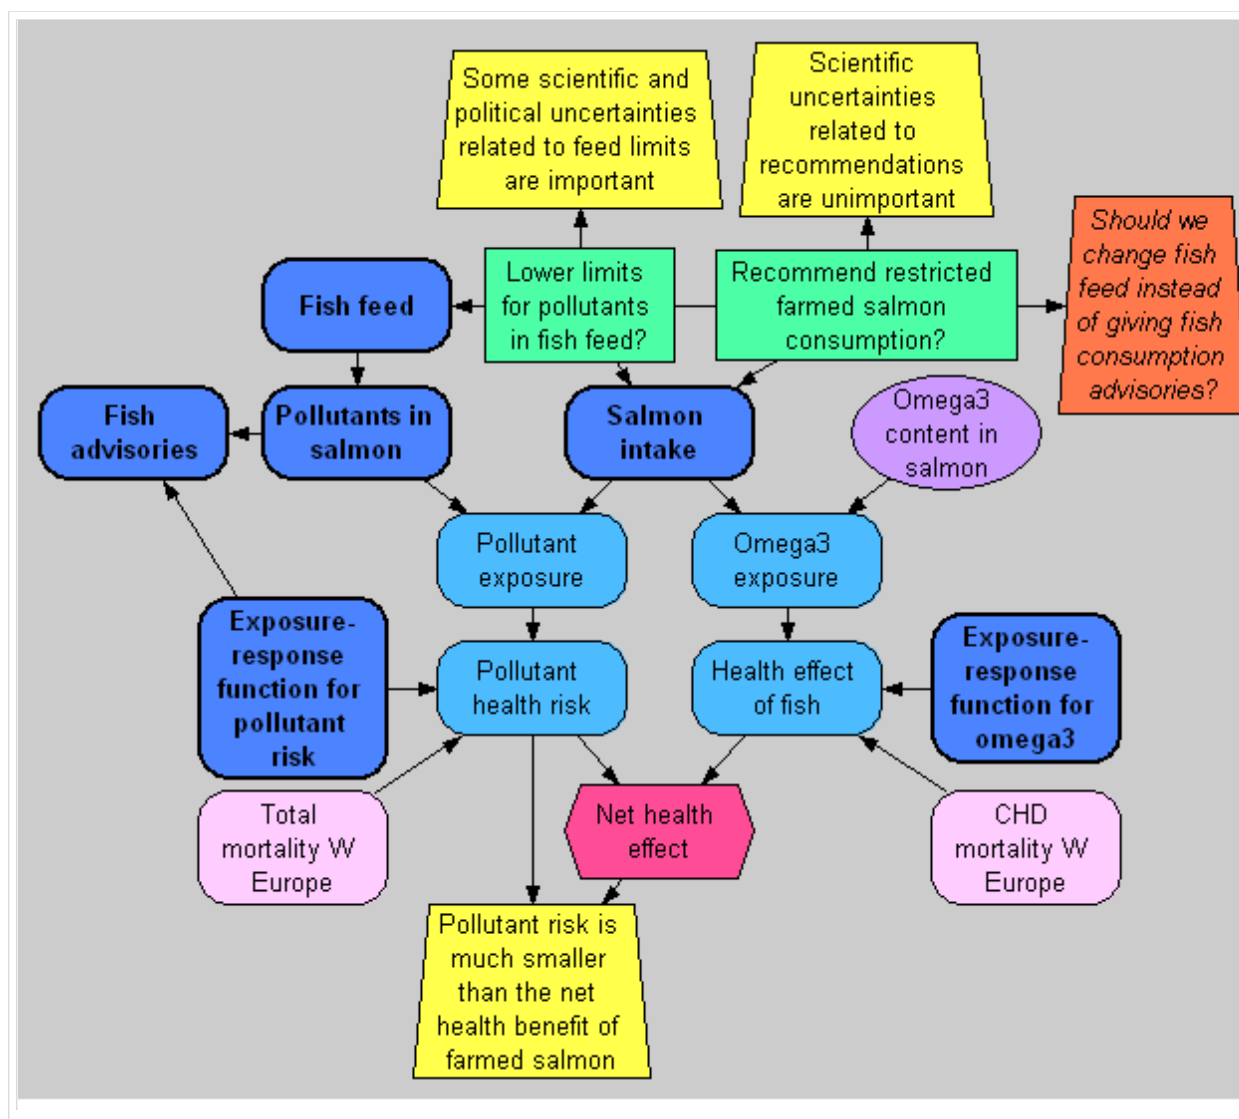 Some scientific and
political uncertainties
related to feed limits
are important
Scientific
uncertainties
related to
recommendations
are unimportant
Should we
change fish
feed instead
of giving fish
consumption
advisories?
Lower limits
for pollutants
in fish feed?
Recommend restricted
farmed salmon
consumption?
Fish feed
Fish
advisories
Pollutants in
salmon
Salmon
intake
Omega3
content in
salmon
Pollutant
exposure
Omega3
exposure
Exposure-
response
function for
pollutant
risk
Pollutant
health risk
Health effect
of fish
Exposure-
response
function for
omega3
Total
mortality W
Europe
Net health
effect
CHD
mortality W
Europe
Pollutant risk is
much smaller
than the net
health benefit of
farmed salmon